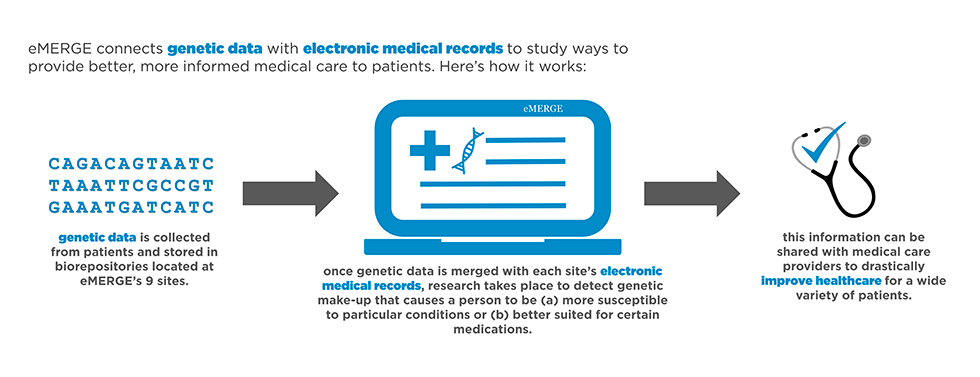 eMERGE connects genetic data with electronic medical records to study ways to
provide better, more informed medical care to patients. Here's how it works:
eMERGE
CAGACAGTAATC
TAAATTCGCCGT
GAAATGATCATC
genetic data is collected
from patients and stored in
biorepositories located at
eMERGE's 9 sites.
once genetic data is merged with each site's electronic
medical records, research takes place to detect genetic
make-up that causes a person to be (a) more susceptible
to particular conditions or (b) better suited for certain
medications.
this information can be
shared with medical care
providers to drastically
improve healthcare for a wide
variety of patients.